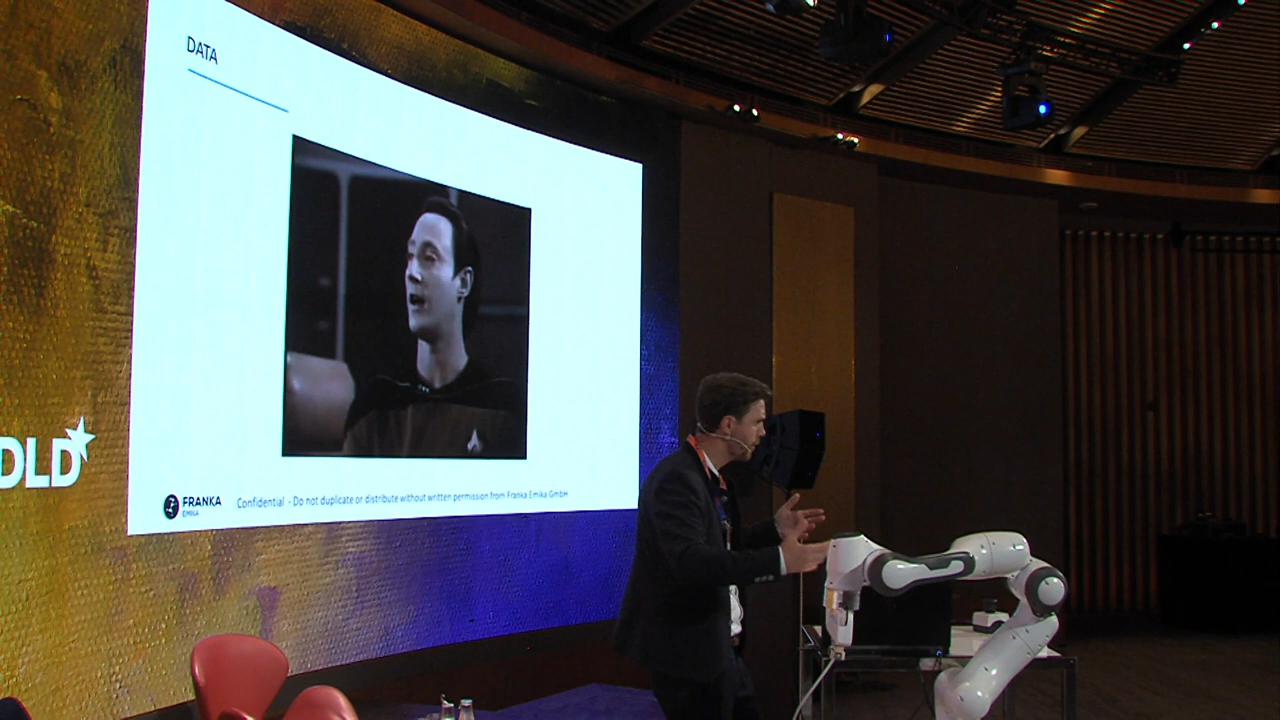 DATA
DLD
FRANKA
EMIKA
Confidential - Do not duplicate or distribute without written permission from Franka Emika GmbH